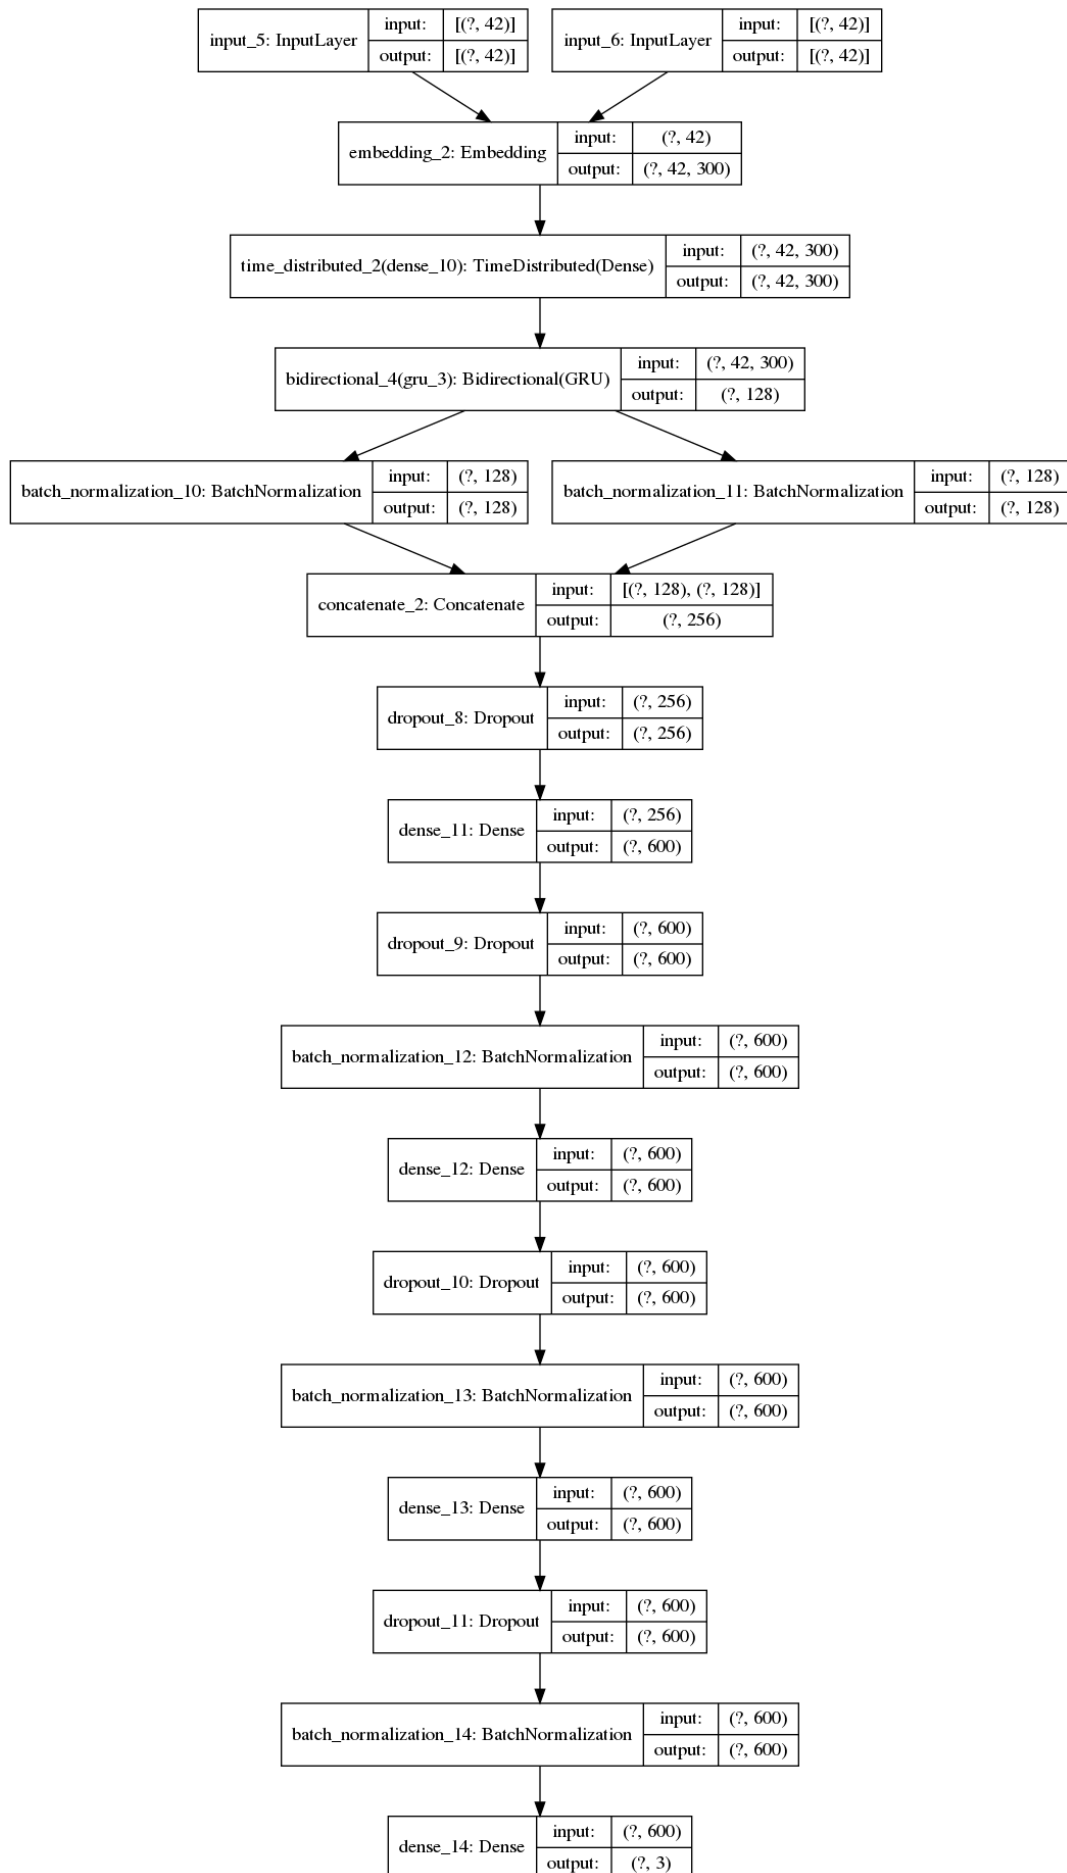 input_5: InputLayer
input: [(?, 42)]
output: [(?, 42)]
input_6: InputLayer
input: [(?, 42)]
output: [(?, 42)]
embedding_2: Embedding
input: (?, 42)
output: (?, 42, 300)
time_distributed_2(dense_10): TimeDistributed(Dense)
input: (?, 42, 300)
output: (?, 42, 300)
bidirectional_4(gru_3): Bidirectional(GRU)
input: (?, 42, 300)
output: (?, 128)
batch_normalization_10: BatchNormalization
input: (?, 128)
output: (?, 128)
batch_normalization_11: BatchNormalization
input: (?, 128)
output: (?, 128)
concatenate_2: Concatenate
input: [(?, 128), (?, 128)]
output: (?, 256)
dropout_8: Dropout
input: (?, 256)
output: (?, 256)
dense_11: Dense
input: (?, 256)
output: (?, 600)
dropout_9: Dropout
input: (?, 600)
output: (?, 600)
batch_normalization_12: BatchNormalization
input: (?, 600)
output: (?, 600)
dense_12: Dense
input: (?, 600)
output: (?, 600)
dropout_10: Dropout
input: (?, 600)
output: (?, 600)
batch_normalization_13: BatchNormalization
input: (?, 600)
output: (?, 600)
dense_13: Dense
input: (?, 600)
output: (?, 600)
dropout_11: Dropout
input: (?, 600)
output: (?, 600)
batch_normalization_14: BatchNormalization
input: (?, 600)
output: (?, 600)
dense_14: Dense
input: (?, 600)
output: (?, 3)